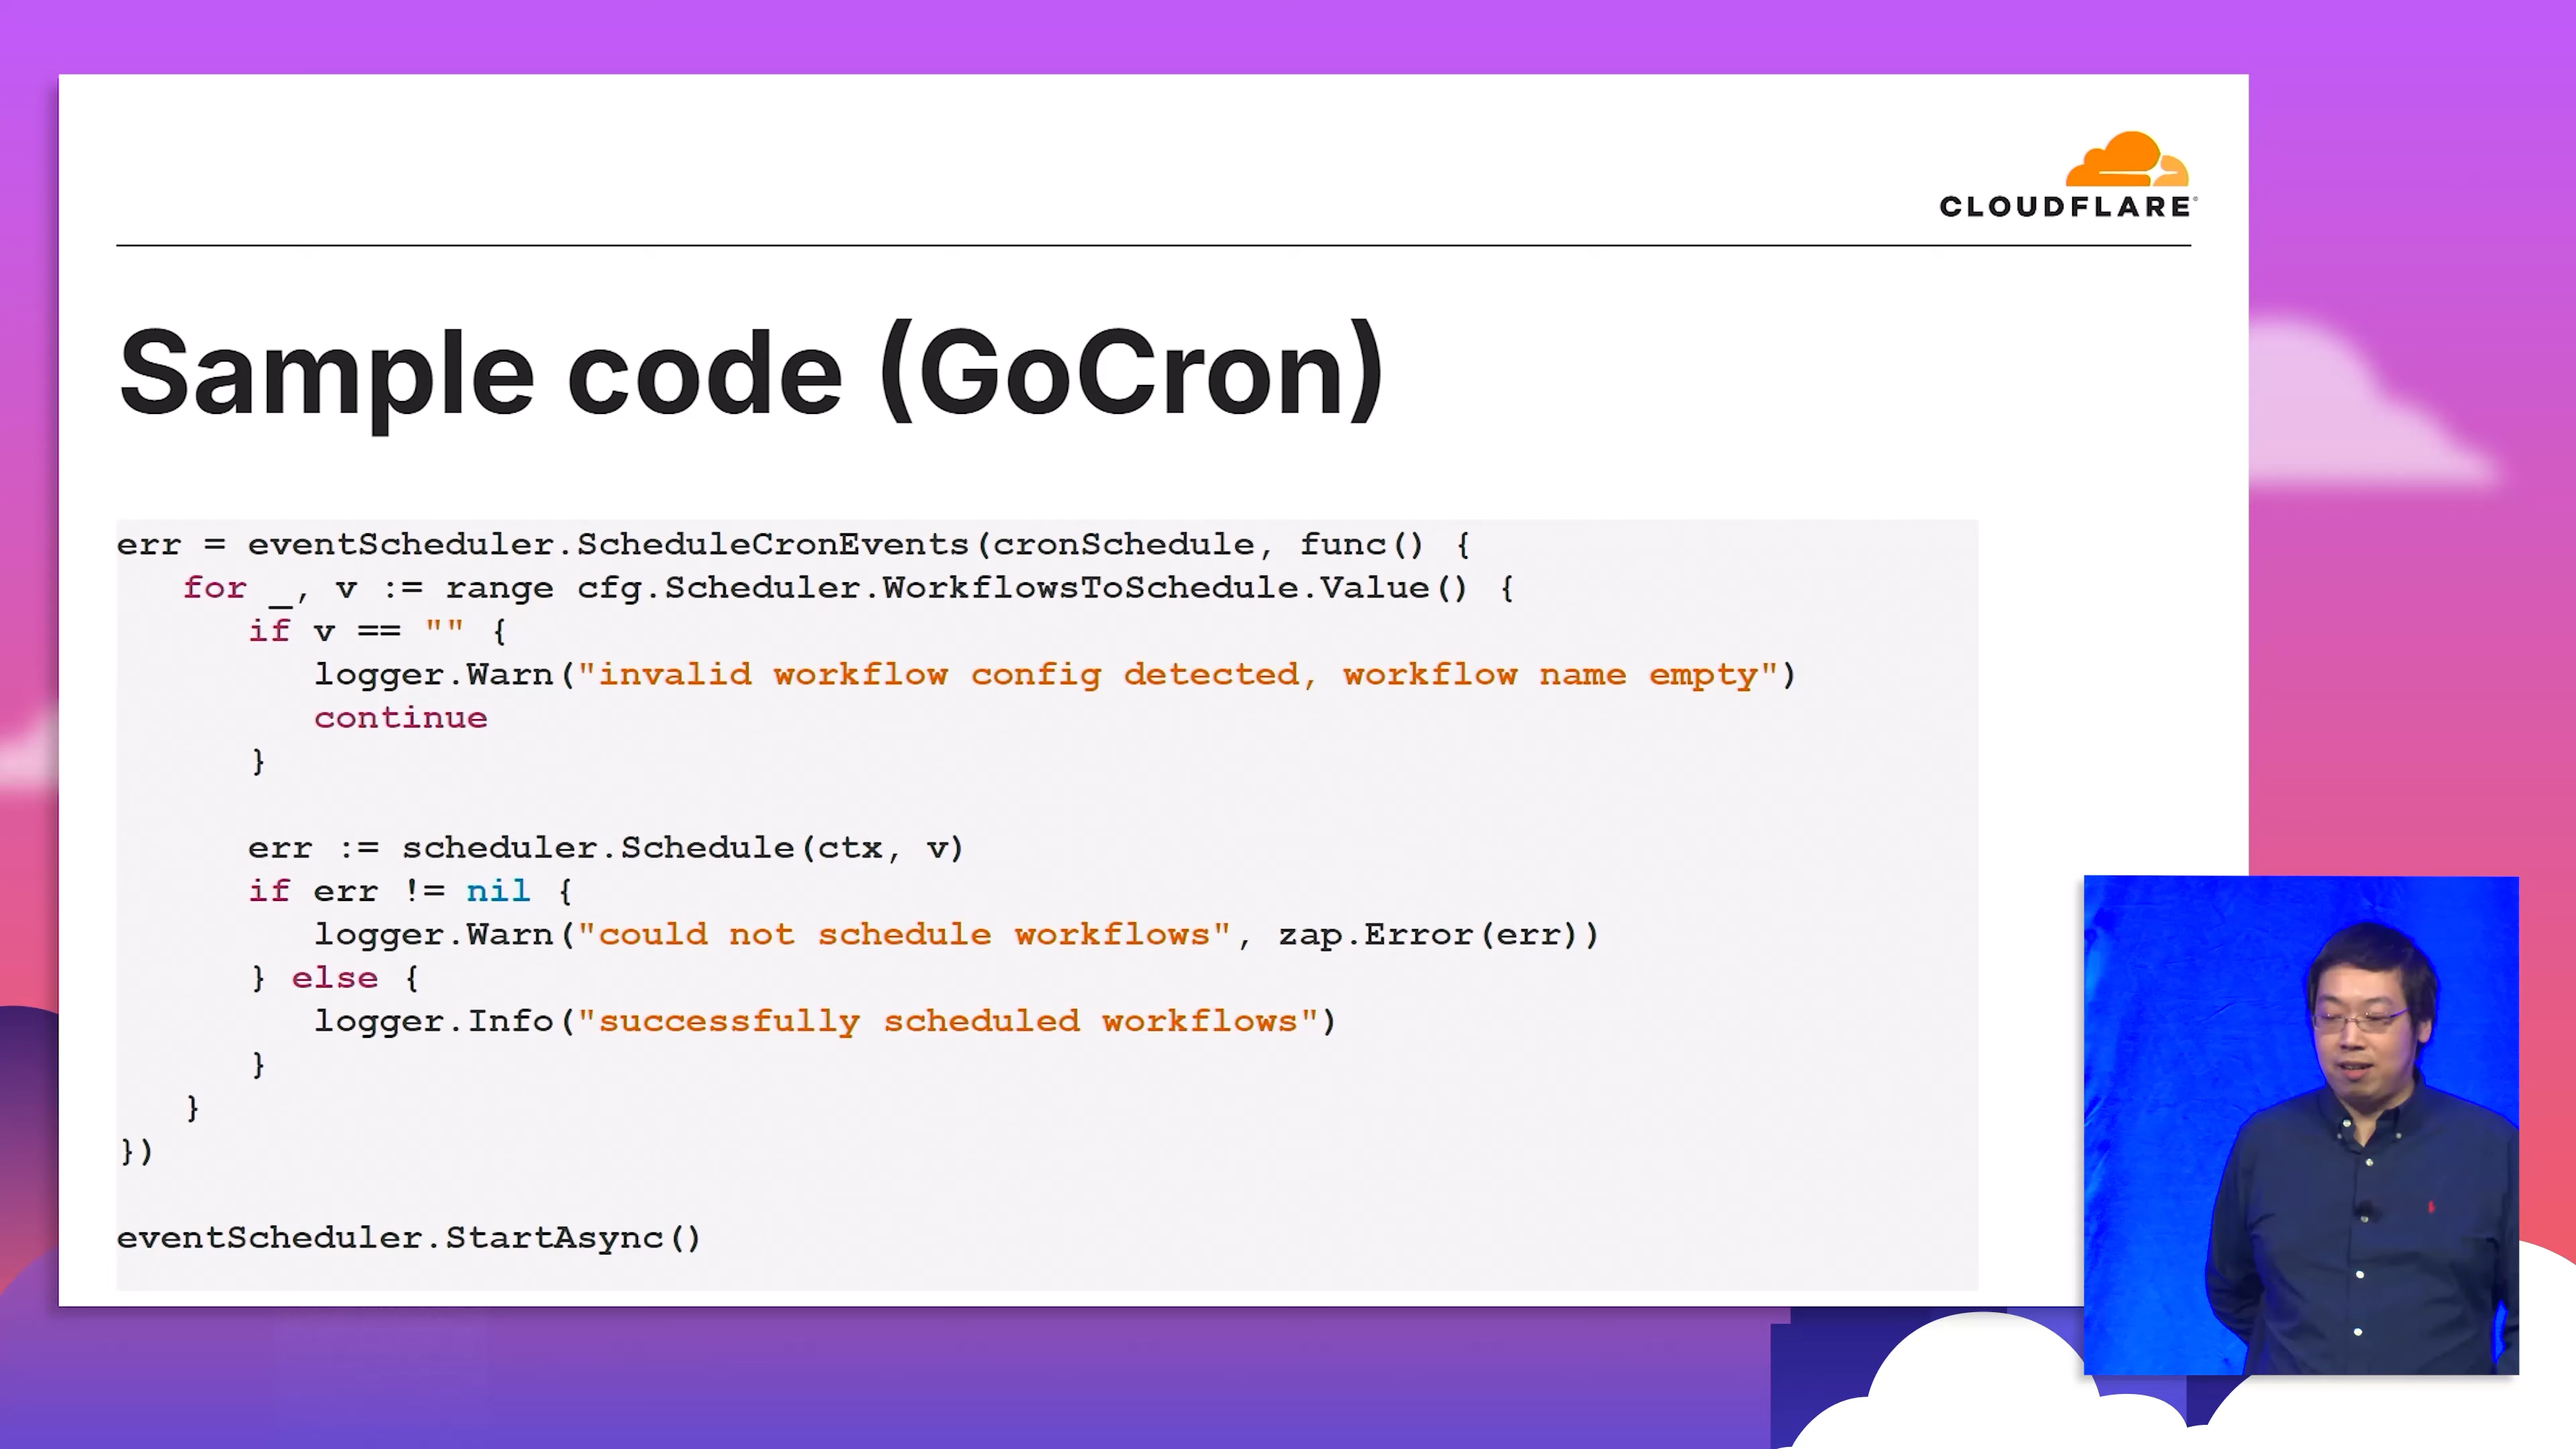 CLOUDFLARE
Sample code (GoCron)
err = eventScheduler.ScheduleCronEvents(cronSchedule, func() {
   for _, v := range cfg.Scheduler.WorkflowsToSchedule.Value() {
      if v == "" {
         logger.Warn("invalid workflow config detected, workflow name empty")
         continue
      }

      err := scheduler.Schedule(ctx, v)
      if err != nil {
         logger.Warn("could not schedule workflows", zap.Error(err))
      } else {
         logger.Info("successfully scheduled workflows")
      }
   }
})

eventScheduler.StartAsync()